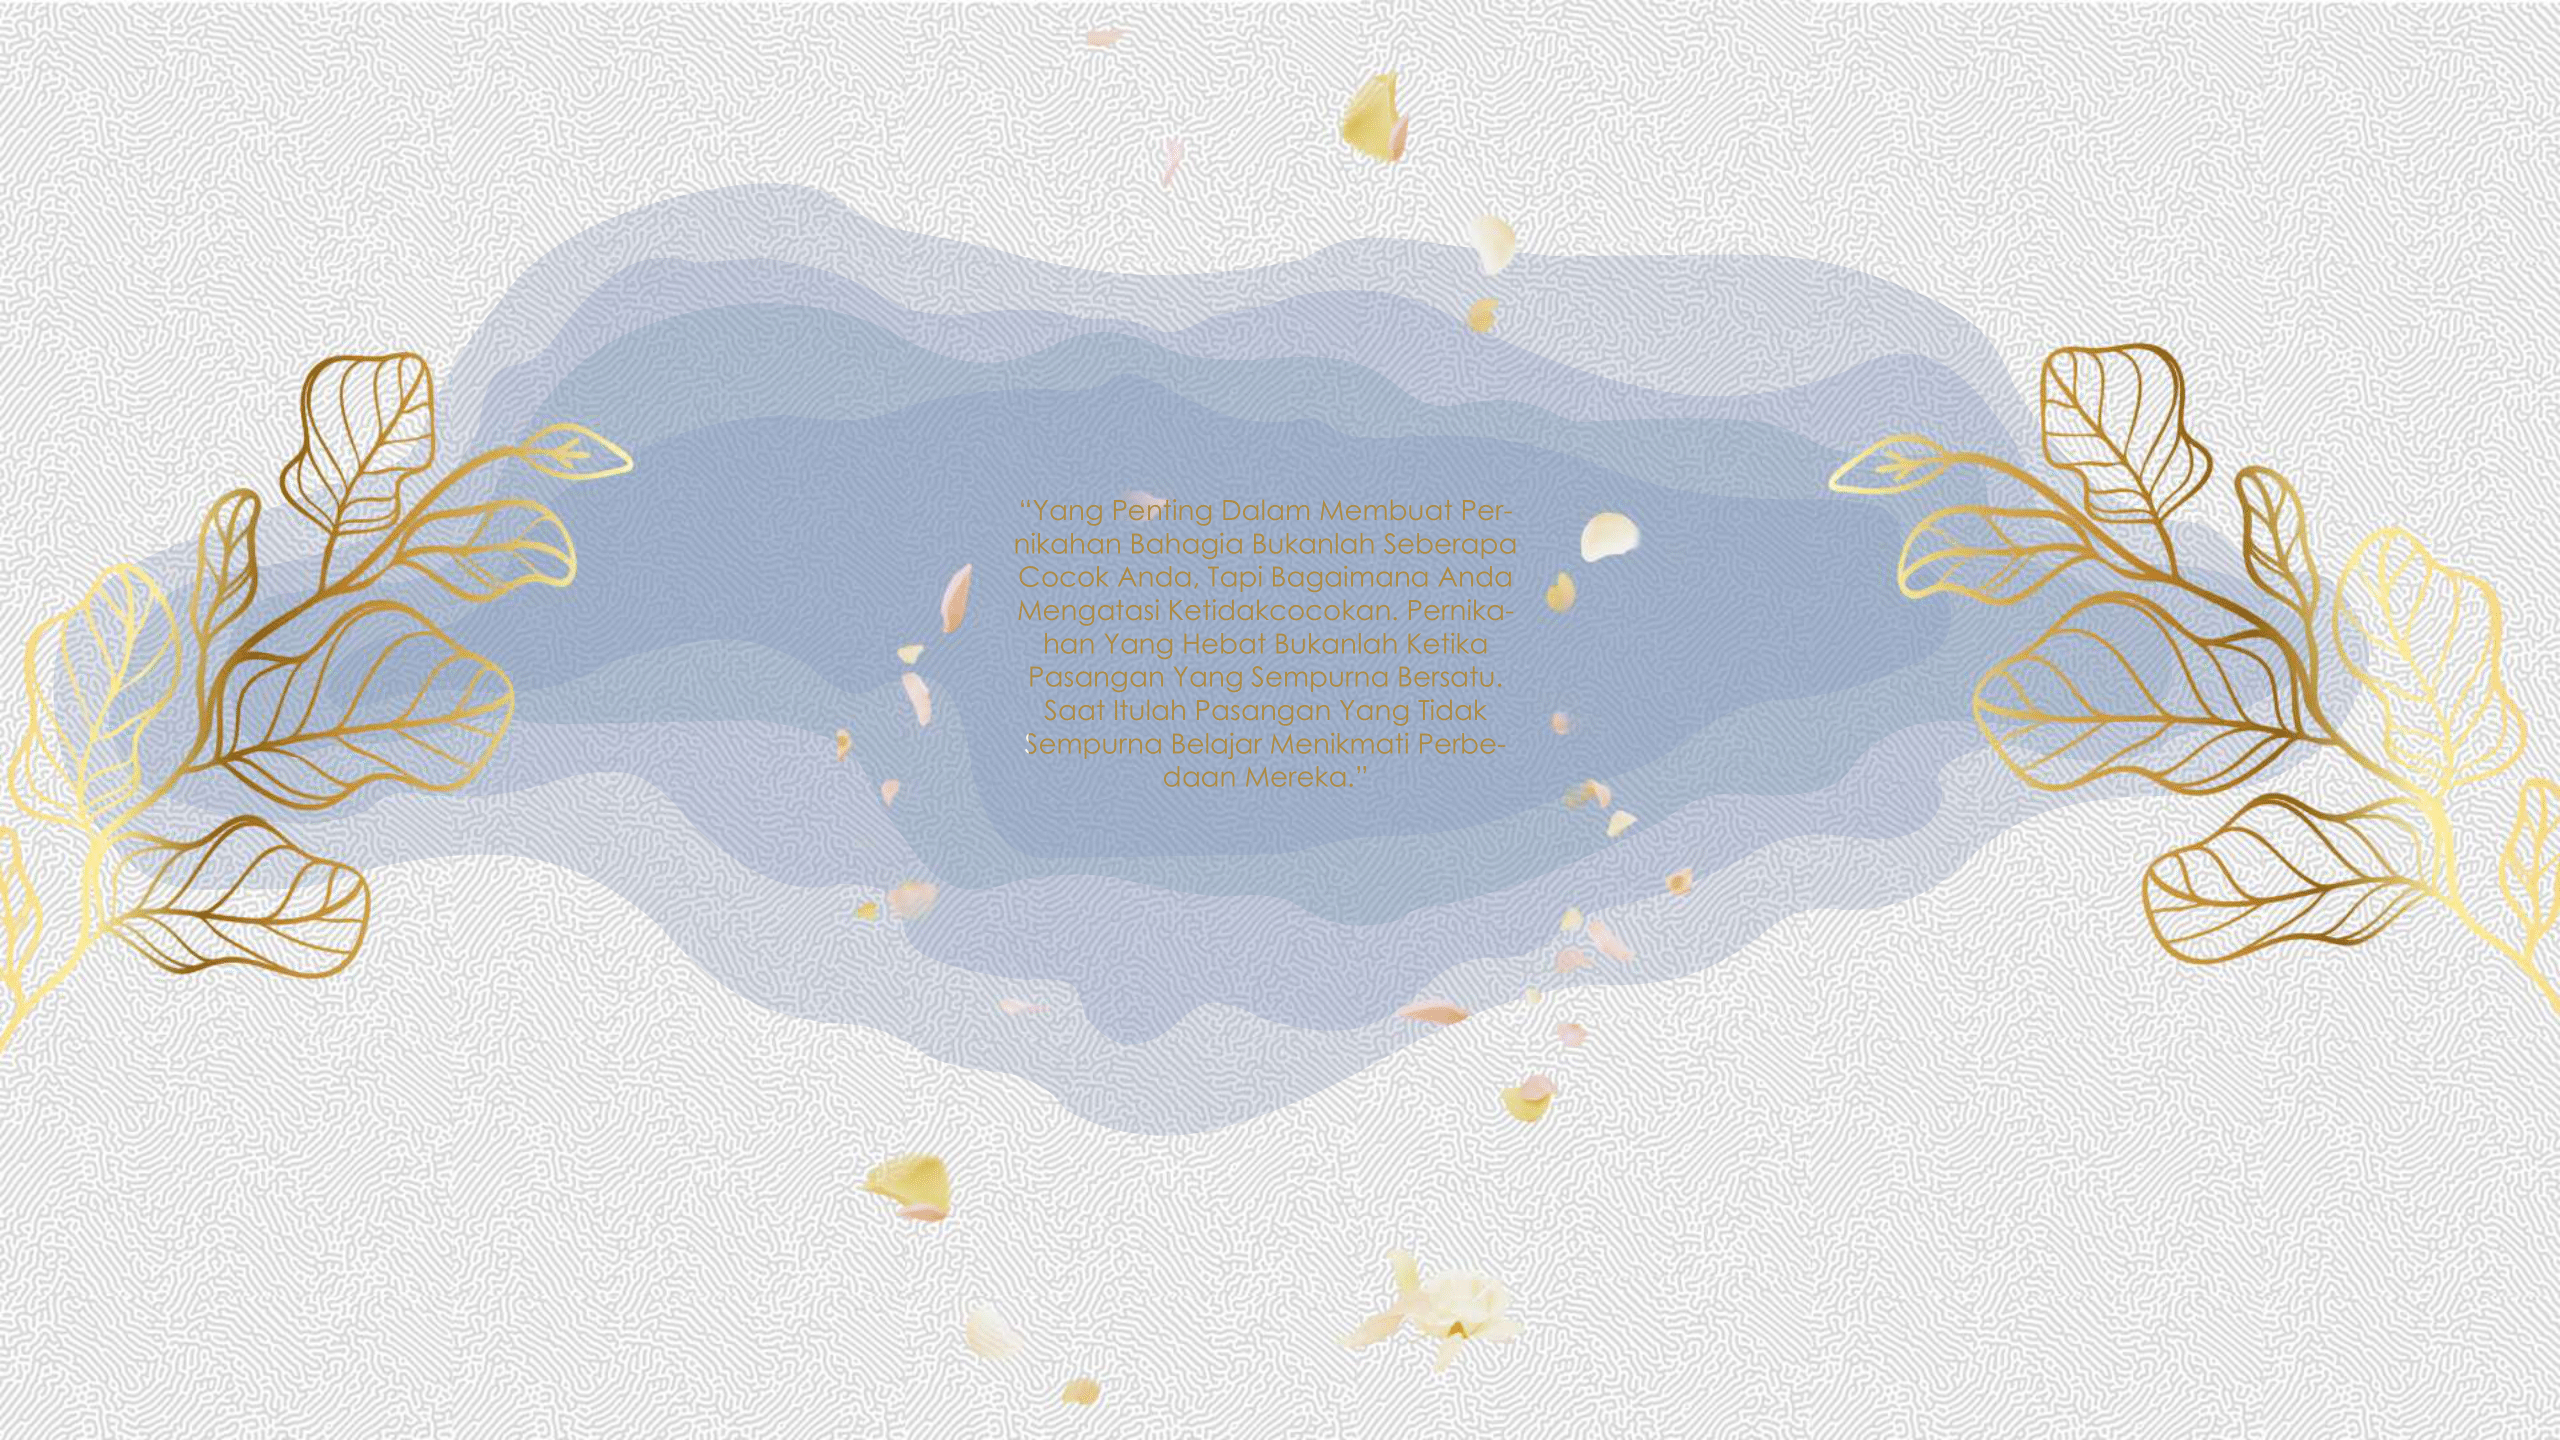 “Yang Penting Dalam Membuat Per-
nikahan Bahagia Bukanlah Seberapa
Cocok Anda, Tapi Bagaimana Anda
Mengatasi Ketidakcocokan. Pernika-
han Yang Hebat Bukanlah Ketika
Pasangan Yang Sempurna Bersatu.
Saat Itulah Pasangan Yang Tidak
Sempurna Belajar Menikmati Perbe-
daan Mereka.”